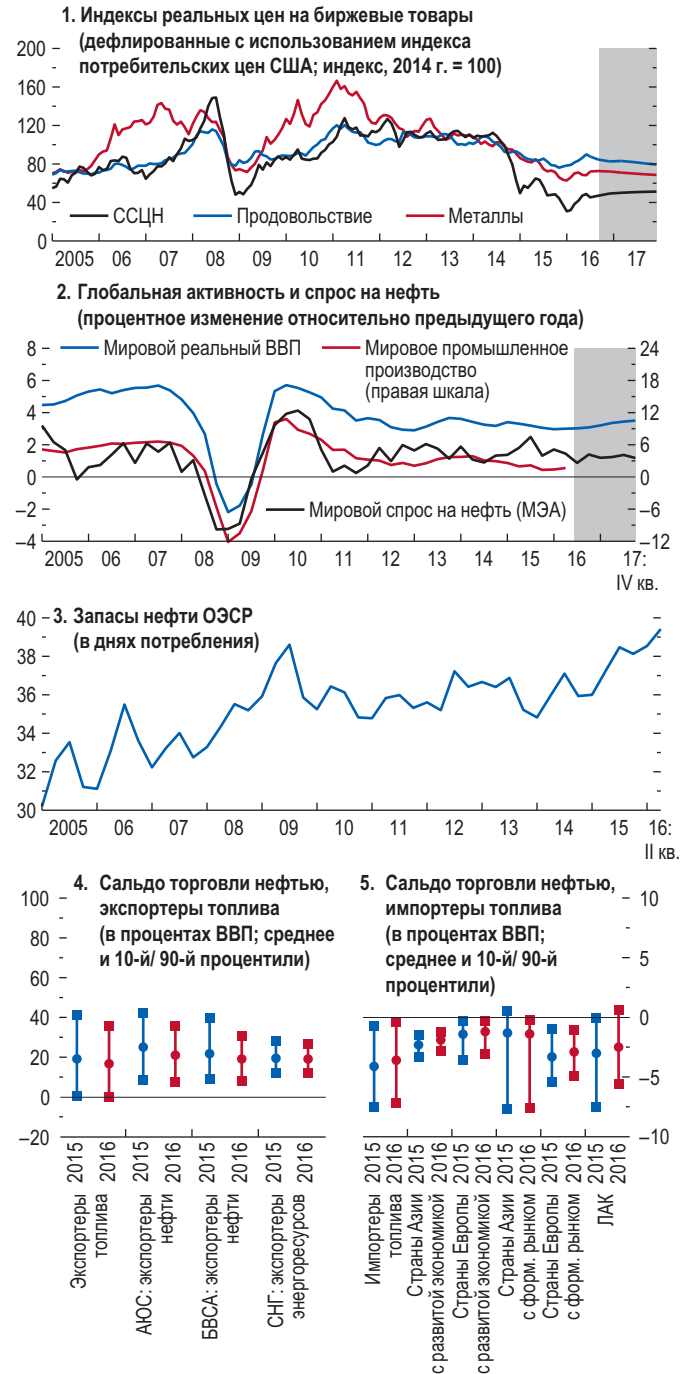 1. Индексы реальных цен на биржевые товары
(дефлированные с использованием индекса
потребительских цен США; индекс, 2014 г. = 100)
200
160
120
80
40
0
ССЦН
Продовольствие
Металлы
2005 06 07 08 09 10 11 12 13 14 15 16 17
2. Глобальная активность и спрос на нефть
(процентное изменение относительно предыдущего года)
8
6
4
2
0
–2
–4
24
18
12
6
0
–6
–12
Мировой реальный ВВП
Мировое промышленное
производство
(правая шкала)
Мировой спрос на нефть (МЭА)
2005 06 07 08 09 10 11 12 13 14 15 16 17:
IV кв.
3. Запасы нефти ОЭСР
(в днях потребления)
40
38
36
34
32
30
2005 06 07 08 09 10 11 12 13 14 15 16:
II кв.
4. Сальдо торговли нефтью,
экспортеры топлива
(в процентах ВВП; среднее
и 10-й/ 90-й процентили)
100
80
60
40
20
0
–20
2015 2016 2015 2016 2015 2016 2015 2016
Экспортеры
топлива
АЮС: экспортеры
нефти
БВСА: экспортеры
нефти
СНГ: экспортеры
энергоресурсов
5. Сальдо торговли нефтью,
импортеры топлива
(в процентах ВВП;
среднее и 10-й/ 90-й
процентили)
10
5
0
–5
–10
2015 2016 2015 2016 2015 2016 2015 2016 2015 2016 2015 2016
Импортеры
топлива
Страны Азии
с развитой экономикой
Страны Европы
с развитой экономикой
Страны Азии
с форм. рынком
Страны Европы
с форм. рынком
ЛАК